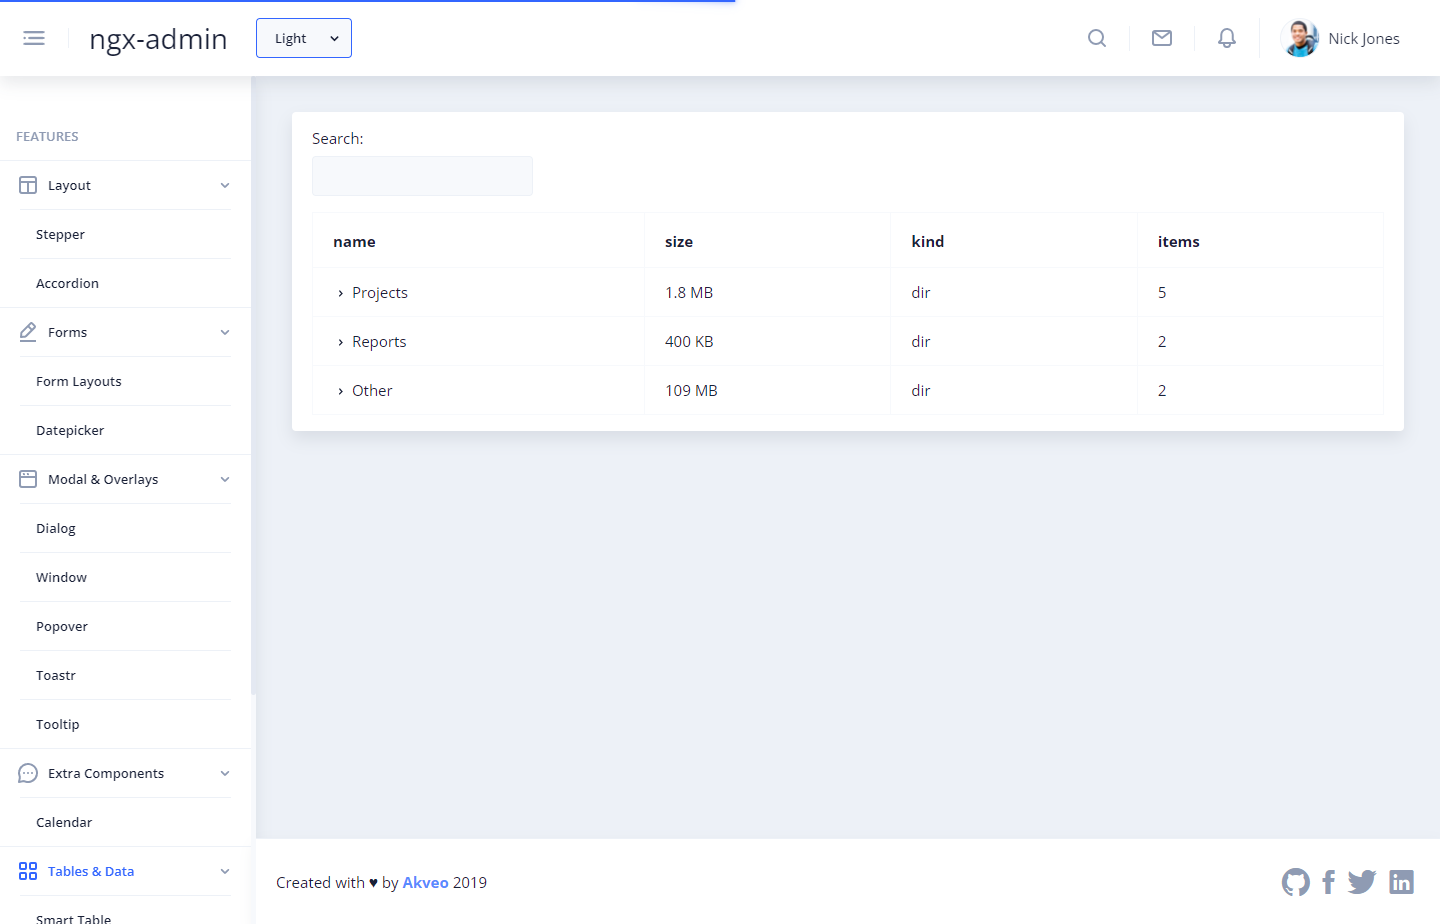 ngx-admin
Light
Nick Jones
FEATURES
Layout
Stepper
Accordion
Forms
Form Layouts
Datepicker
Modal & Overlays
Dialog
Window
Popover
Toastr
Tooltip
Extra Components
Calendar
Tables & Data
Smart Table
Search:
name size kind items
Projects 1.8 MB dir 5
Reports 400 KB dir 2
Other 109 MB dir 2
Created with ♥ by Akveo 2019